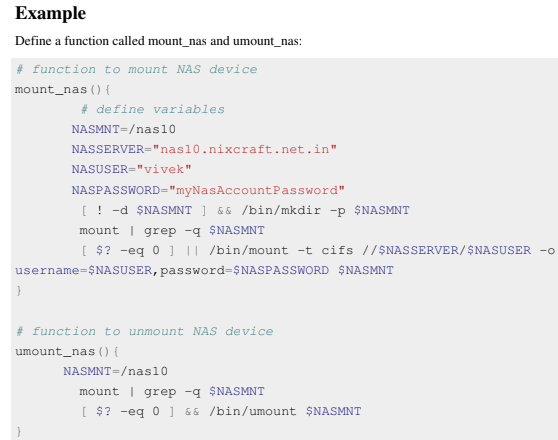 Example
Define a function called mount_nas and umount_nas:
# function to mount NAS device
mount_nas(){
        # define variables
       NASMNT=/nas10
       NASSERVER="nas10.nixcraft.net.in"
       NASUSER="vivek"
       NASPASSWORD="myNasAccountPassword"
        [ ! -d $NASMNT ] && /bin/mkdir -p $NASMNT
        mount | grep -q $NASMNT
        [ $? -eq 0 ] || /bin/mount -t cifs //$NASSERVER/$NASUSER -o
username=$NASUSER,password=$NASPASSWORD $NASMNT
}
# function to unmount NAS device
umount_nas(){
      NASMNT=/nas10
        mount | grep -q $NASMNT
        [ $? -eq 0 ] && /bin/umount $NASMNT
}